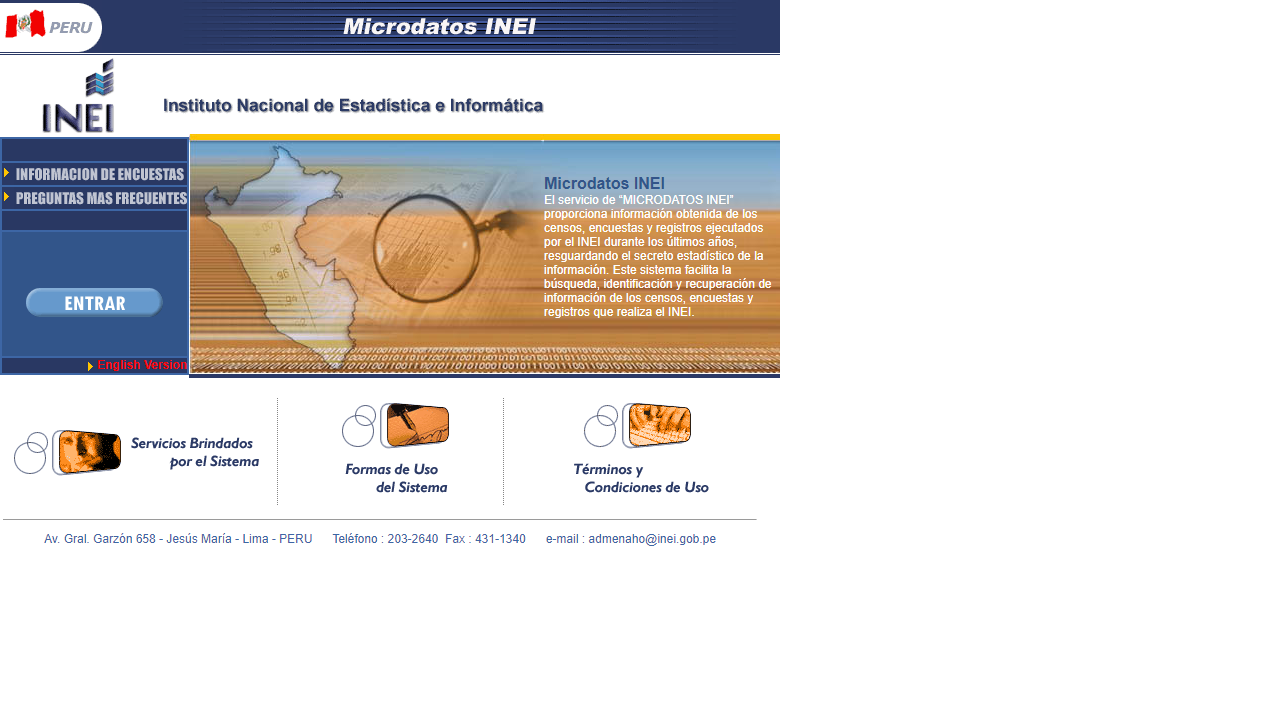 PERU
Microdatos INEI
INEI
Instituto Nacional de Estadística e Informática
INFORMACION DE ENCUESTAS
PREGUNTAS MAS FRECUENTES
ENTRAR
English Version
Microdatos INEI
El servicio de "MICRODATOS INEI"
proporciona información obtenida de los
censos, encuestas y registros ejecutados
por el INEI durante los últimos años,
resguardando el secreto estadístico de la
información. Este sistema facilita la
búsqueda, identificación y recuperación de
información de los censos, encuestas y
registros que realiza el INEI.
Servicios Brindados
por el Sistema
Formas de Uso
del Sistema
Términos y
Condiciones de Uso
Av. Gral. Garzón 658 - Jesús María - Lima - PERU Teléfono : 203-2640 Fax : 431-1340 e-mail : admenaho@inei.gob.pe